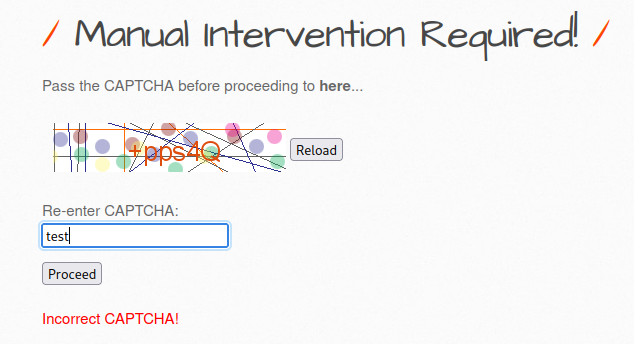 / Manual Intervention Required! /
Pass the CAPTCHA before proceeding to here...
+pps4Q Reload
Re-enter CAPTCHA:
test
Proceed
Incorrect CAPTCHA!